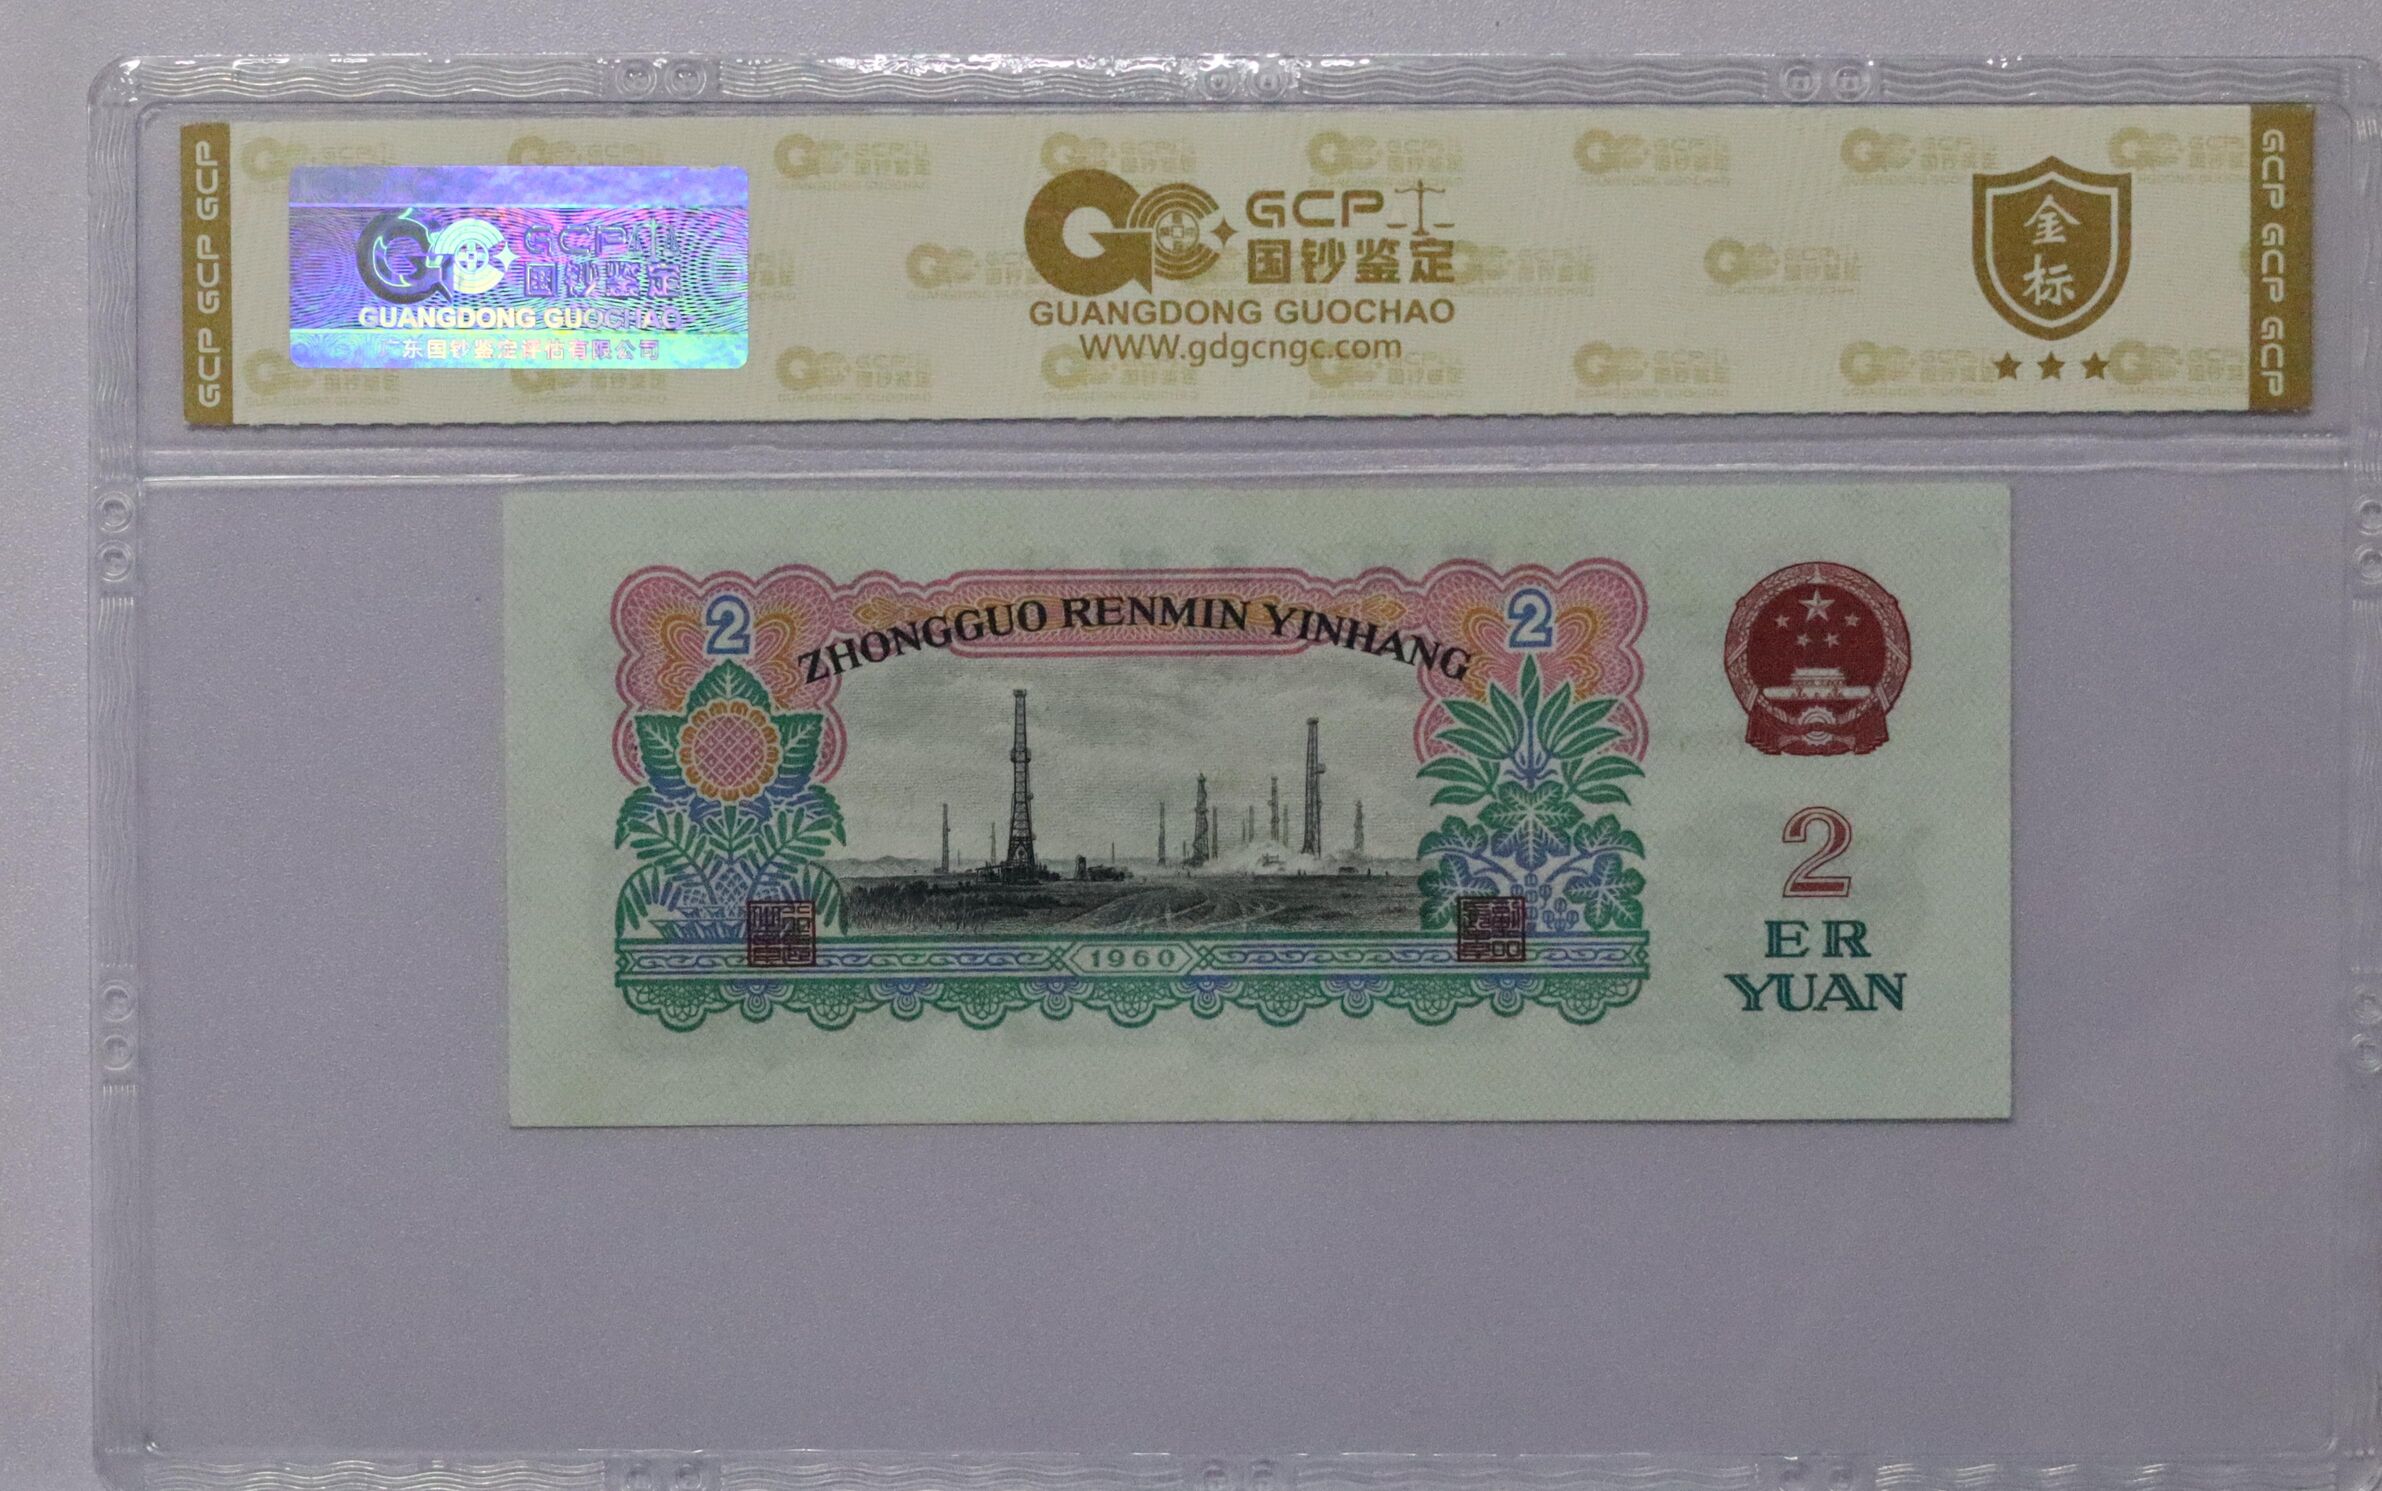 GCP GCP GCP
GCP
国钞鉴定
GUANGDONG GUOCHAO
广东国钞鉴定评估有限公司
GCP
国钞鉴定
GUANGDONG GUOCHAO
www.gdgcngc.com
金
标
GCP GCP GCP
ZHONGGUO RENMIN YINHANG
2
2
1960
2
ER
YUAN